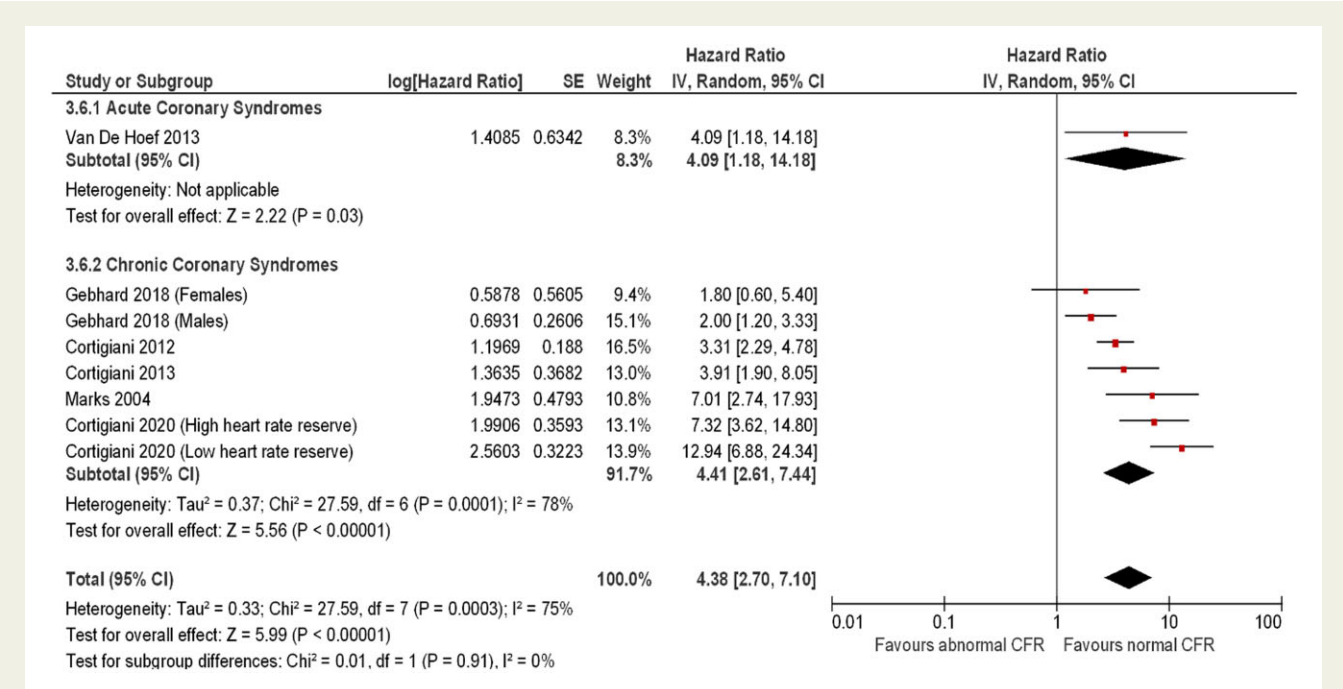 Hazard Ratio Hazard Ratio
Study or Subgroup log[Hazard Ratio] SE Weight IV, Random, 95% CI IV, Random, 95% CI
3.6.1 Acute Coronary Syndromes
Van De Hoef 2013 1.4085 0.6342 8.3% 4.09 [1.18, 14.18]
Subtotal (95% CI) 8.3% 4.09 [1.18, 14.18]
Heterogeneity: Not applicable
Test for overall effect: Z = 2.22 (P = 0.03)
3.6.2 Chronic Coronary Syndromes
Gebhard 2018 (Females) 0.5878 0.5605 9.4% 1.80 [0.60, 5.40]
Gebhard 2018 (Males) 0.6931 0.2606 15.1% 2.00 [1.20, 3.33]
Cortigiani 2012 1.1969 0.188 16.5% 3.31 [2.29, 4.78]
Cortigiani 2013 1.3635 0.3682 13.0% 3.91 [1.90, 8.05]
Marks 2004 1.9473 0.4793 10.8% 7.01 [2.74, 17.93]
Cortigiani 2020 (High heart rate reserve) 1.9906 0.3593 13.1% 7.32 [3.62, 14.80]
Cortigiani 2020 (Low heart rate reserve) 2.5603 0.3223 13.9% 12.94 [6.88, 24.34]
Subtotal (95% CI) 91.7% 4.41 [2.61, 7.44]
Heterogeneity: Tau² = 0.37; Chi² = 27.59, df = 6 (P = 0.0001); I² = 78%
Test for overall effect: Z = 5.56 (P < 0.00001)
Total (95% CI) 100.0% 4.38 [2.70, 7.10]
Heterogeneity: Tau² = 0.33; Chi² = 27.59, df = 7 (P = 0.0003); I² = 75%
Test for overall effect: Z = 5.99 (P < 0.00001)
Test for subgroup differences: Chi² = 0.01, df = 1 (P = 0.91), I² = 0%
0.01 0.1 1 10 100
Favours abnormal CFR Favours normal CFR